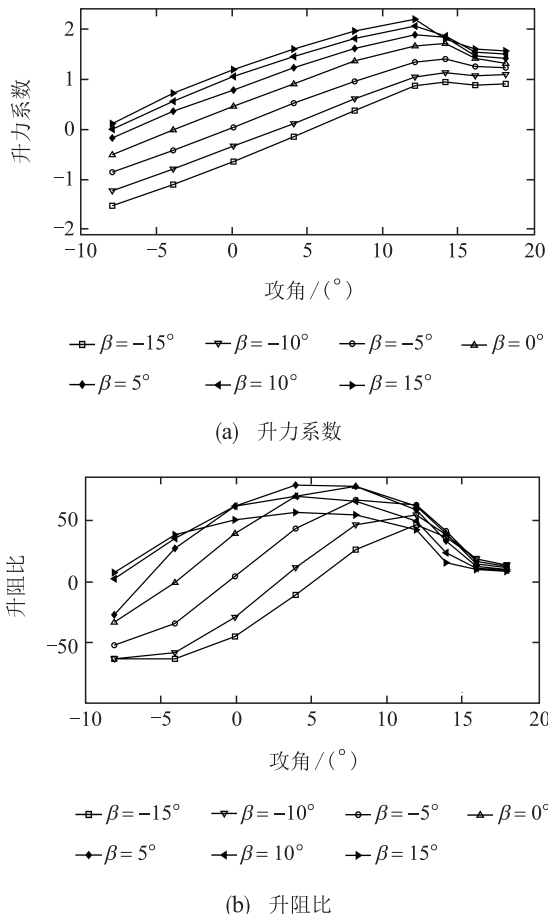 2
1
0
−1
−2
升力系数
−10
−5
0
5
10
15
20
攻角/(°)
β = −15° β = −10° β = −5° β = 0°
β = 5° β = 10° β = 15°
(a) 升力系数
50
0
−50
升阻比
−10
−5
0
5
10
15
20
攻角/(°)
β = −15° β = −10° β = −5° β = 0°
β = 5° β = 10° β = 15°
(b) 升阻比